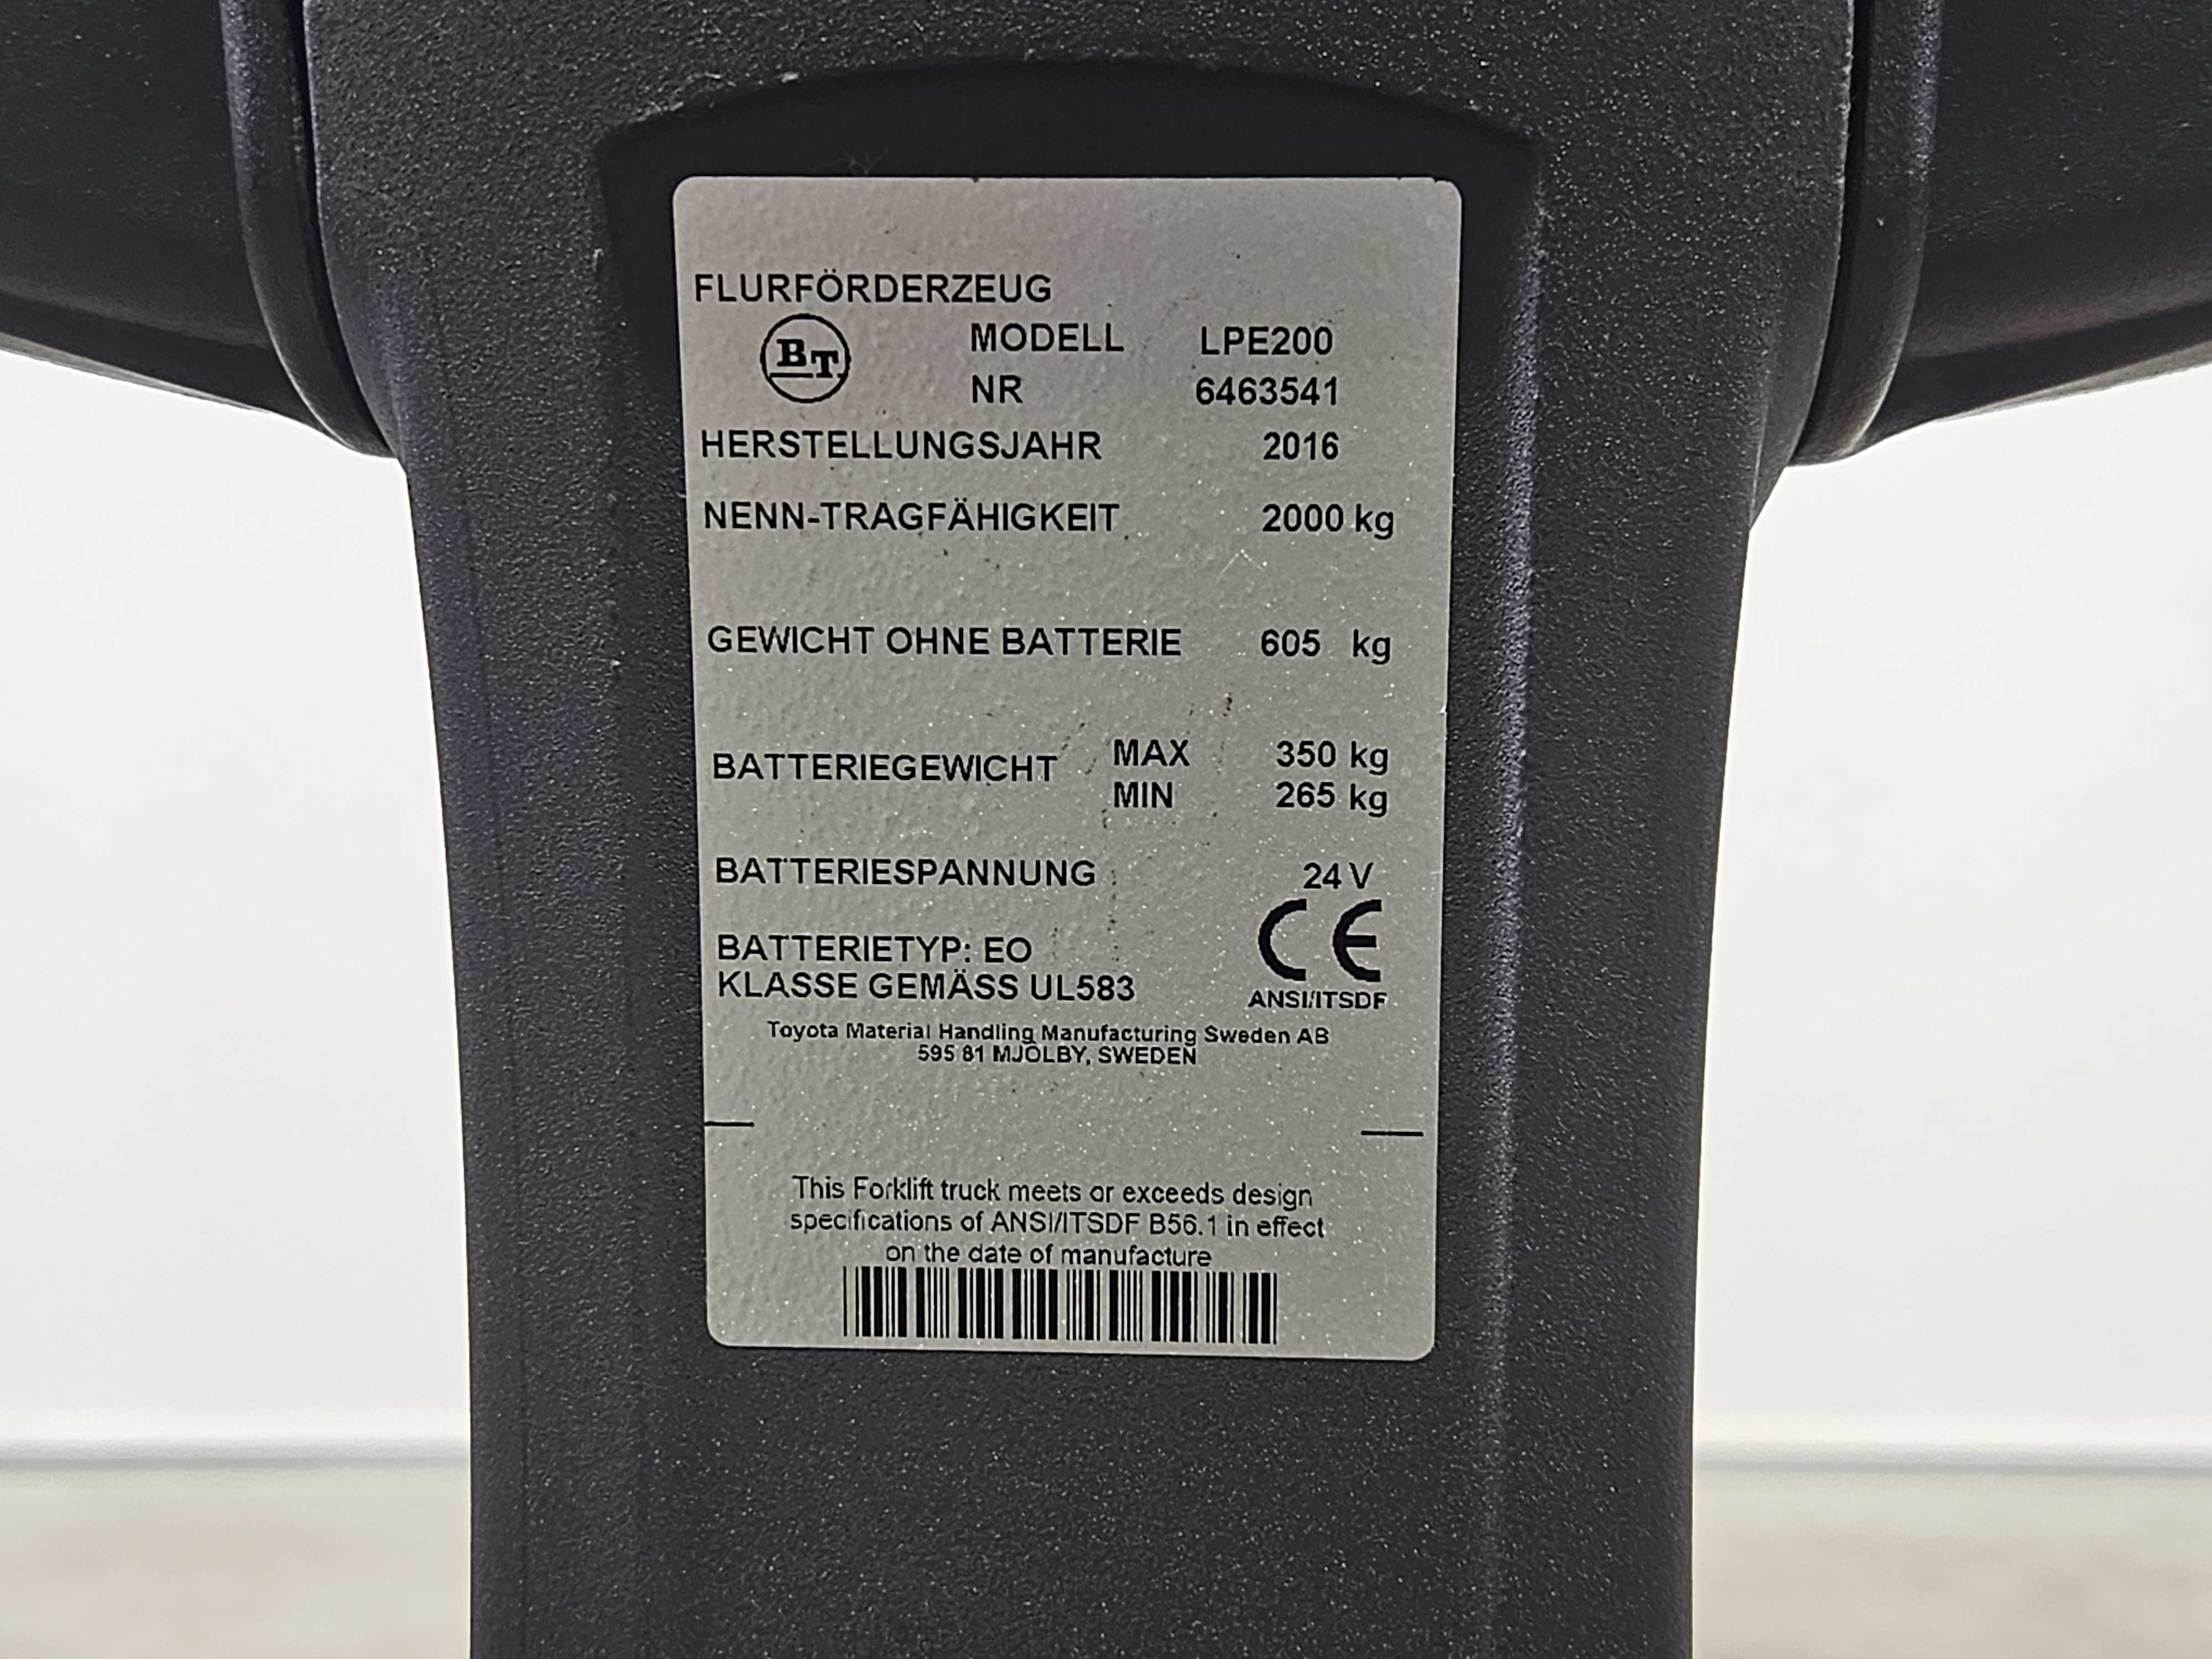 FLURFÖRDERZEUG
BT MODELL LPE200
NR 6463541
HERSTELLUNGSJAHR 2016
NENN-TRAGFÄHIGKEIT 2000 kg
GEWICHT OHNE BATTERIE 605 kg
BATTERIEGEWICHT MAX 350 kg
MIN 265 kg
BATTERIESPANNUNG 24 V
CE
BATTERIETYP: EO
KLASSE GEMÄSS UL583
ANSI/ITSDF
Toyota Material Handling Manufacturing Sweden AB
595 81 MJÖLBY, SWEDEN
This Forklift truck meets or exceeds design
specifications of ANSI/ITSDF B56.1 in effect
on the date of manufacture